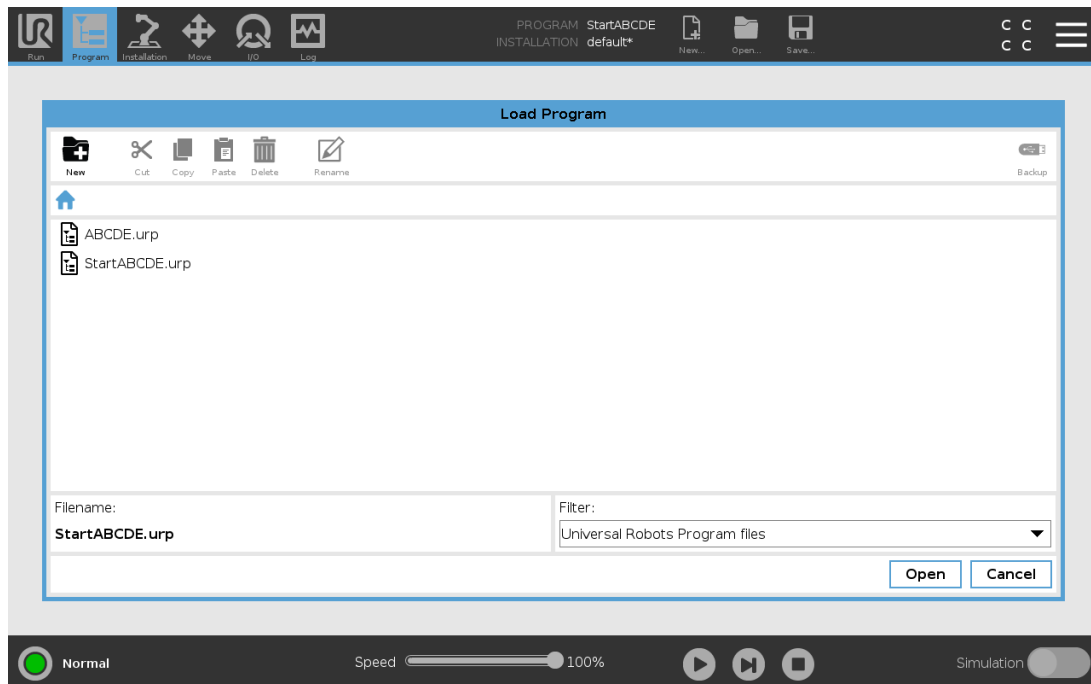 PROGRAM StartABCDE
INSTALLATION default*
Run Program Installation Move I/O Log
New... Open... Save...
C C
C C
Load Program
New Cut Copy Paste Delete Rename Backup
ABCDE.urp
StartABCDE.urp
Filename:
StartABCDE.urp
Filter:
Universal Robots Program files
Open Cancel
Normal Speed 100% Simulation